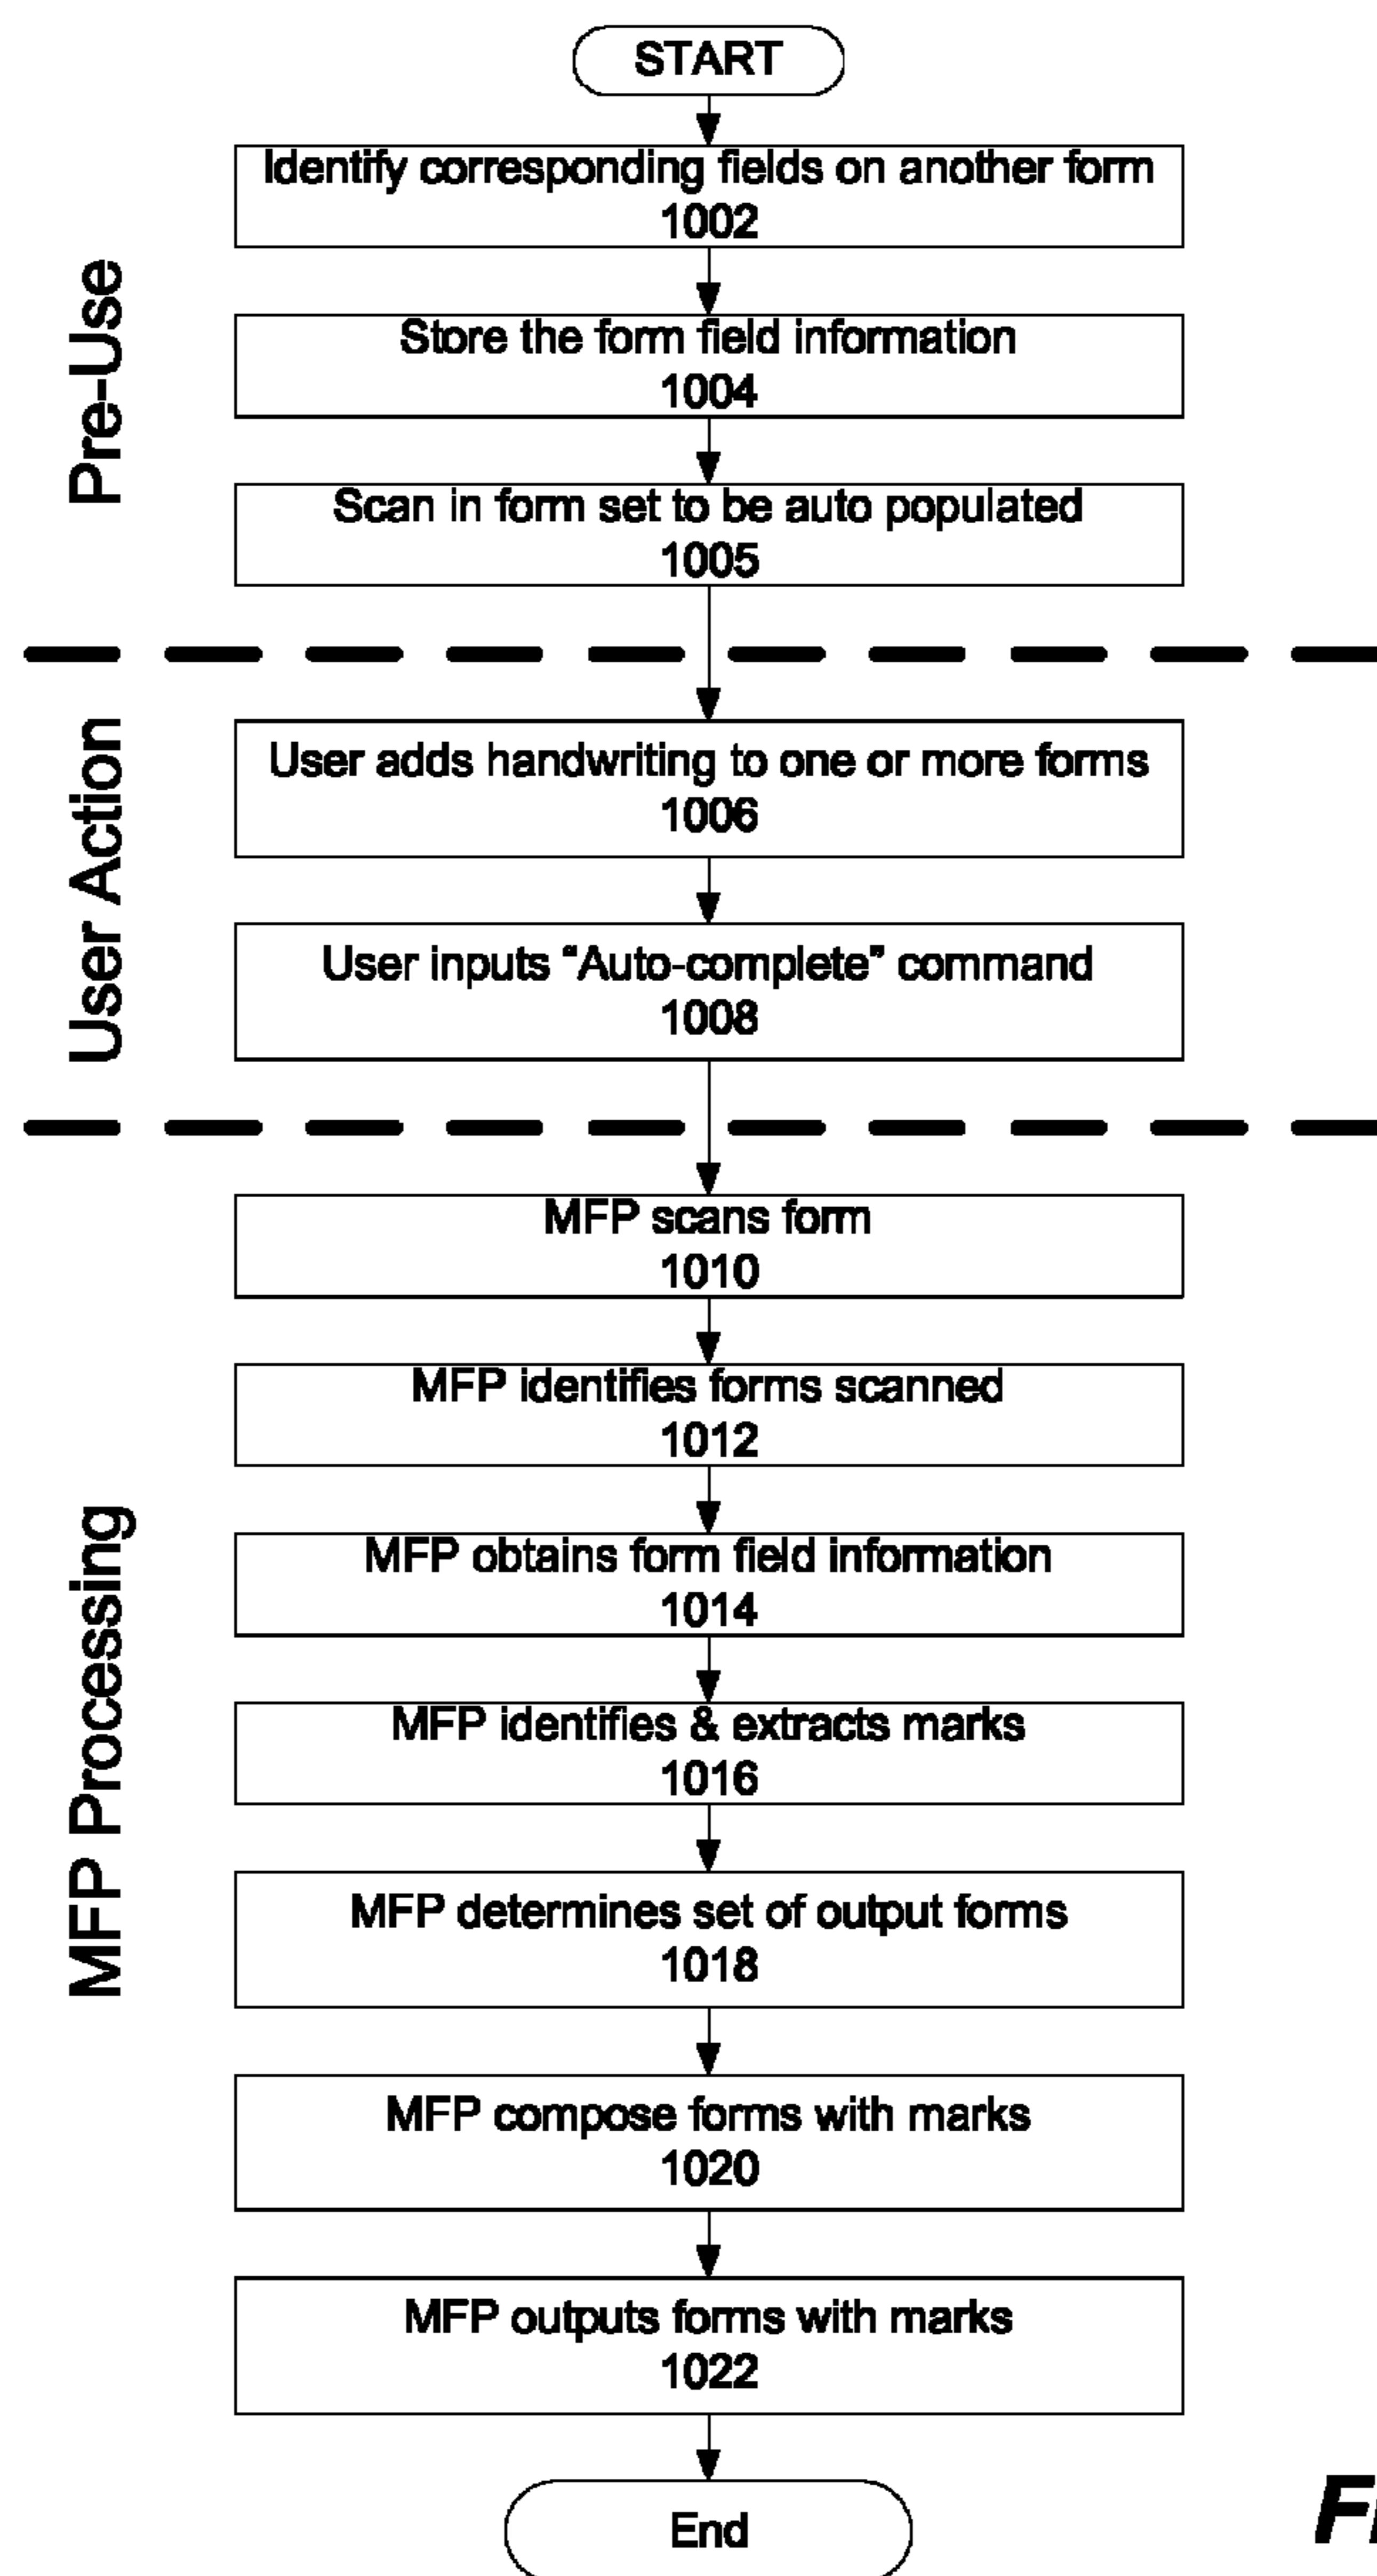 START
Identify corresponding fields on another form
1002
Store the form field information
1004
Scan in form set to be auto populated
1005
Pre-Use
User adds handwriting to one or more forms
1006
User inputs “Auto-complete” command
1008
User Action
MFP scans form
1010
MFP identifies forms scanned
1012
MFP obtains form field information
1014
MFP identifies & extracts marks
1016
MFP determines set of output forms
1018
MFP compose forms with marks
1020
MFP outputs forms with marks
1022
MFP Processing
End